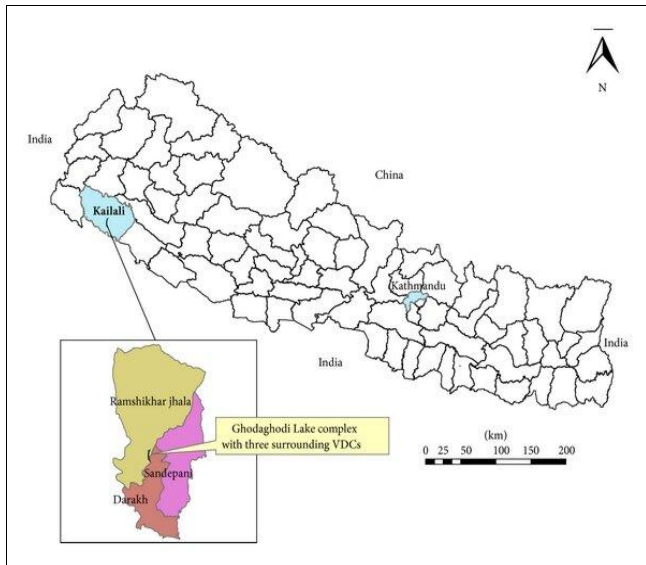 N
India
China
Kailali
Kathmandu
India
India
Ramshikhar jhala
Ghodaghodi Lake complex
with three surrounding VDCs
Sandepani
Darakh
(km)
0 25 50 100 150 200